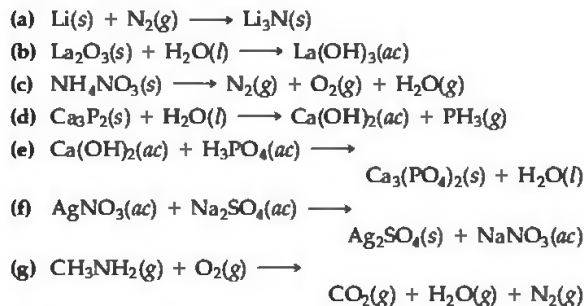 (a) Li(s) + N₂(g) ⟶ Li₃N(s)
(b) La₂O₃(s) + H₂O(l) ⟶ La(OH)₃(ac)
(c) NH₄NO₃(s) ⟶ N₂(g) + O₂(g) + H₂O(g)
(d) Ca₃P₂(s) + H₂O(l) ⟶ Ca(OH)₂(ac) + PH₃(g)
(e) Ca(OH)₂(ac) + H₃PO₄(ac) ⟶
Ca₃(PO₄)₂(s) + H₂O(l)
(f) AgNO₃(ac) + Na₂SO₄(ac) ⟶
Ag₂SO₄(s) + NaNO₃(ac)
(g) CH₃NH₂(g) + O₂(g) ⟶
CO₂(g) + H₂O(g) + N₂(g)